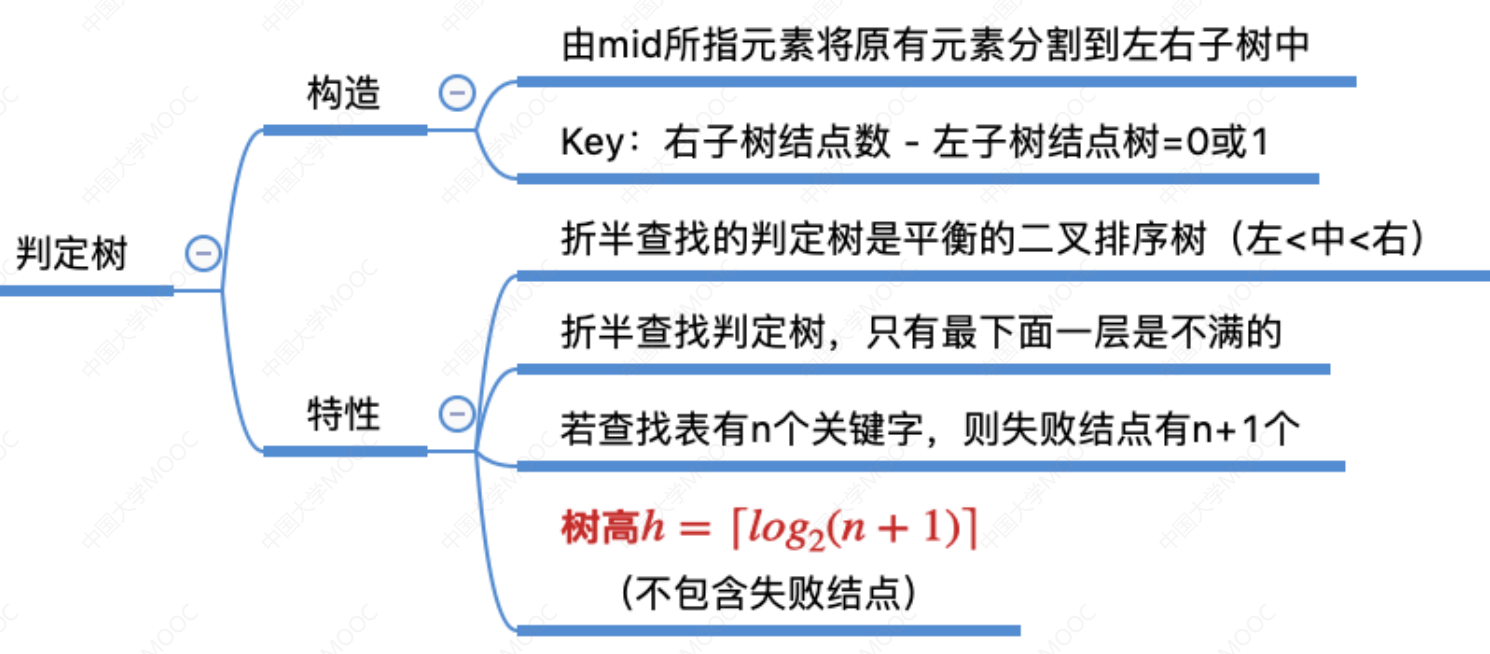 由mid所指元素将原有元素分割到左右子树中
构造
Key：右子树结点数 - 左子树结点树=0或1
判定树
折半查找的判定树是平衡的二叉排序树（左<中<右）
折半查找判定树，只有最下面一层是不满的
特性
若查找表有n个关键字，则失败结点有n+1个
树高h = ⌈log₂(n + 1)⌉
（不包含失败结点）
中国大学MOOC